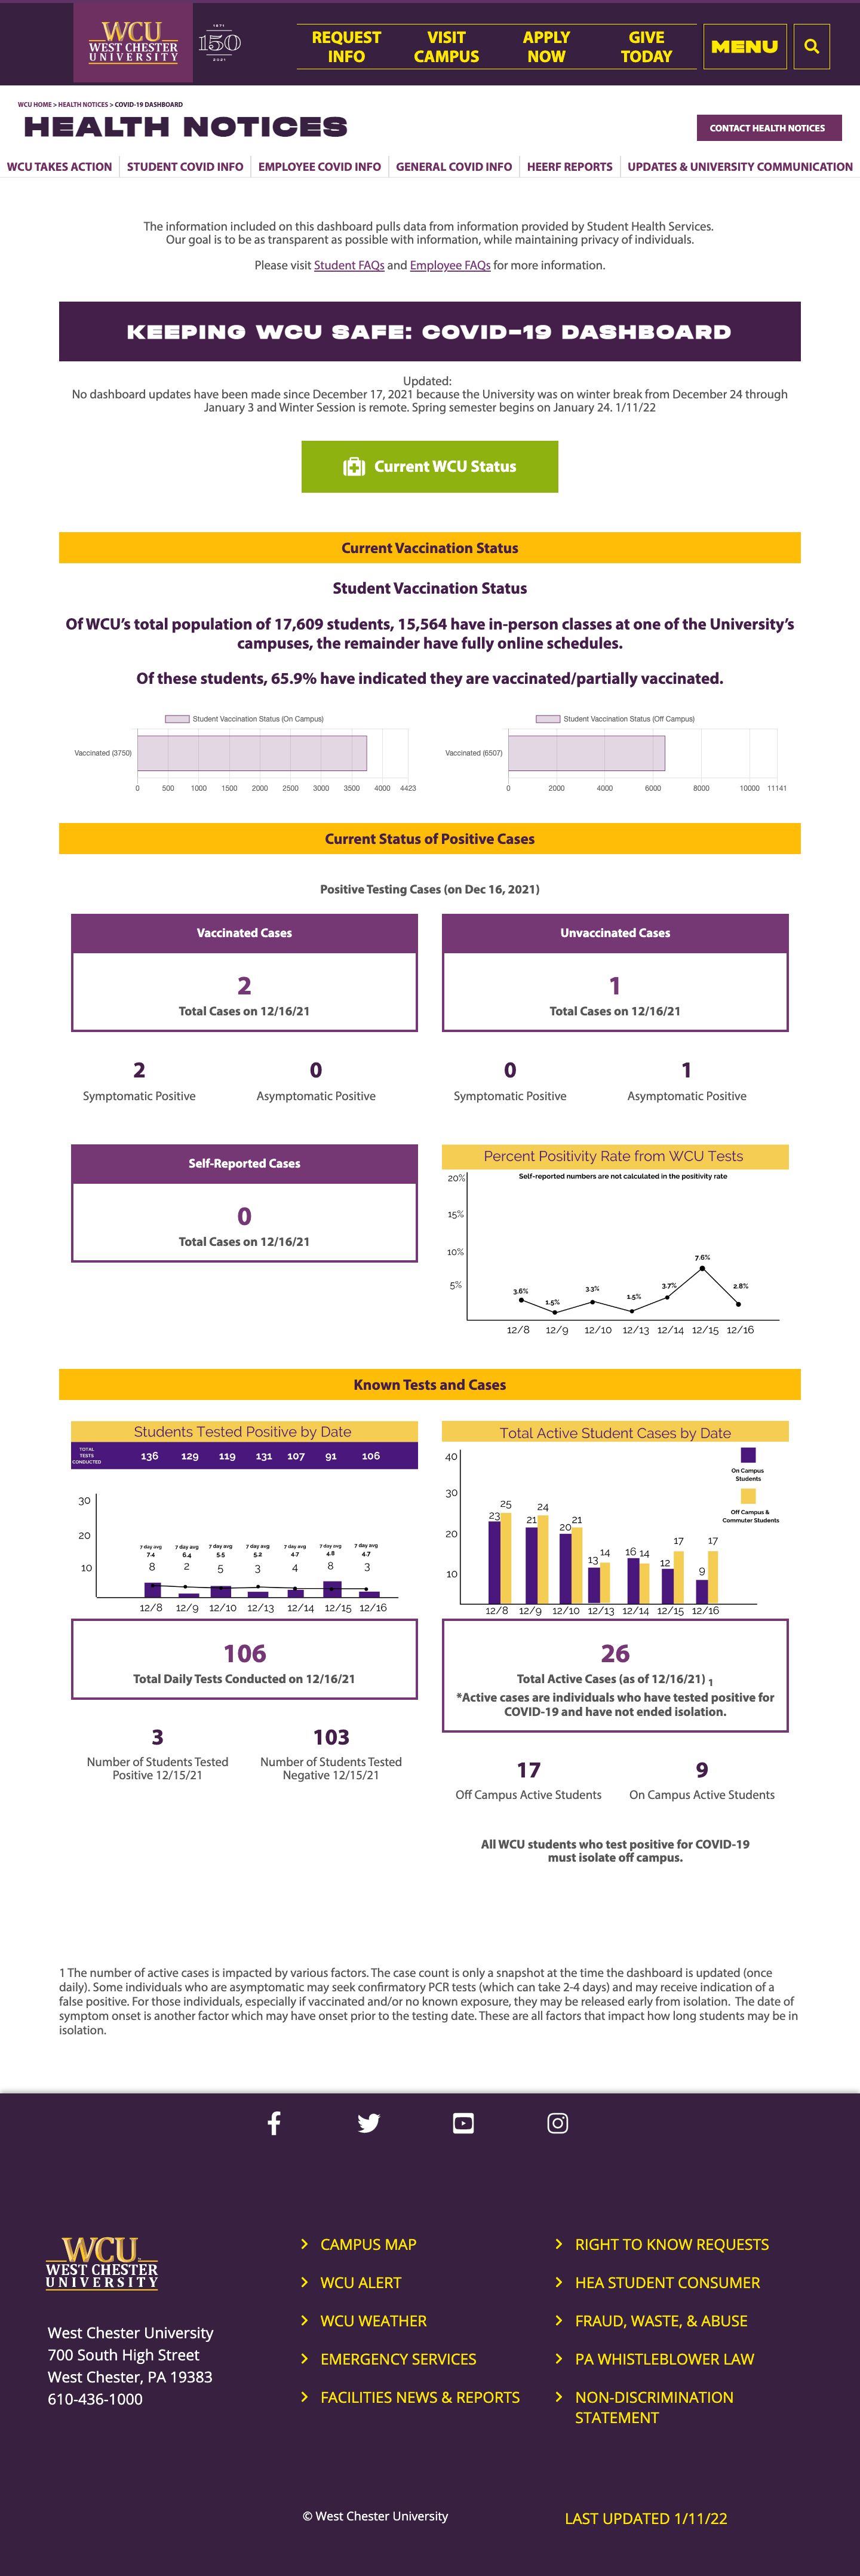 WCU
WEST CHESTER
UNIVERSITY
1871
150
2021
REQUEST INFO
VISIT CAMPUS
APPLY NOW
GIVE TODAY
MENU
WCU HOME > HEALTH NOTICES > COVID-19 DASHBOARD
HEALTH NOTICES
CONTACT HEALTH NOTICES
WCU TAKES ACTION
STUDENT COVID INFO
EMPLOYEE COVID INFO
GENERAL COVID INFO
HEERF REPORTS
UPDATES & UNIVERSITY COMMUNICATION
The information included on this dashboard pulls data from information provided by Student Health Services.
Our goal is to be as transparent as possible with information, while maintaining privacy of individuals.
Please visit Student FAQs and Employee FAQs for more information.
KEEPING WCU SAFE: COVID-19 DASHBOARD
Updated:
No dashboard updates have been made since December 17, 2021 because the University was on winter break from December 24 through
January 3 and Winter Session is remote. Spring semester begins on January 24. 1/11/22
Current WCU Status
Current Vaccination Status
Student Vaccination Status
Of WCU's total population of 17,609 students, 15,564 have in-person classes at one of the University's
campuses, the remainder have fully online schedules.
Of these students, 65.9% have indicated they are vaccinated/partially vaccinated.
Student Vaccination Status (On Campus)
Vaccinated (3750)
0 500 1000 1500 2000 2500 3000 3500 4000 4423
Student Vaccination Status (Off Campus)
Vaccinated (6507)
0 2000 4000 6000 8000 10000 11141
Current Status of Positive Cases
Positive Testing Cases (on Dec 16, 2021)
Vaccinated Cases
2
Total Cases on 12/16/21
2
Symptomatic Positive
0
Asymptomatic Positive
Unvaccinated Cases
1
Total Cases on 12/16/21
0
Symptomatic Positive
1
Asymptomatic Positive
Self-Reported Cases
0
Total Cases on 12/16/21
Percent Positivity Rate from WCU Tests
Self-reported numbers are not calculated in the positivity rate
20%
15%
10%
5%
3.6% 1.5% 3.3% 1.5% 3.7% 7.6% 2.8%
12/8 12/9 12/10 12/13 12/14 12/15 12/16
Known Tests and Cases
Students Tested Positive by Date
TOTAL TESTS CONDUCTED
136 129 119 131 107 91 106
30
20
10
7 day avg 7 day avg 7 day avg 7 day avg 7 day avg 7 day avg 7 day avg
7.4 6.4 5.5 5.2 4.7 4.8 4.7
8 2 5 3 4 8 3
12/8 12/9 12/10 12/13 12/14 12/15 12/16
106
Total Daily Tests Conducted on 12/16/21
3
Number of Students Tested
Positive 12/15/21
103
Number of Students Tested
Negative 12/15/21
Total Active Student Cases by Date
40
30
20
10
On Campus
Students
Off Campus &
Commuter Students
23 25 21 24 20 21 13 14 16 14 12 17 9 17
12/8 12/9 12/10 12/13 12/14 12/15 12/16
26
Total Active Cases (as of 12/16/21) 1
*Active cases are individuals who have tested positive for
COVID-19 and have not ended isolation.
17
Off Campus Active Students
9
On Campus Active Students
All WCU students who test positive for COVID-19
must isolate off campus.
1 The number of active cases is impacted by various factors. The case count is only a snapshot at the time the dashboard is updated (once
daily). Some individuals who are asymptomatic may seek confirmatory PCR tests (which can take 2-4 days) and may receive indication of a
false positive. For those individuals, especially if vaccinated and/or no known exposure, they may be released early from isolation. The date of
symptom onset is another factor which may have onset prior to the testing date. These are all factors that impact how long students may be in
isolation.
WCU
WEST CHESTER
UNIVERSITY
West Chester University
700 South High Street
West Chester, PA 19383
610-436-1000
CAMPUS MAP
WCU ALERT
WCU WEATHER
EMERGENCY SERVICES
FACILITIES NEWS & REPORTS
RIGHT TO KNOW REQUESTS
HEA STUDENT CONSUMER
FRAUD, WASTE, & ABUSE
PA WHISTLEBLOWER LAW
NON-DISCRIMINATION
STATEMENT
© West Chester University
LAST UPDATED 1/11/22